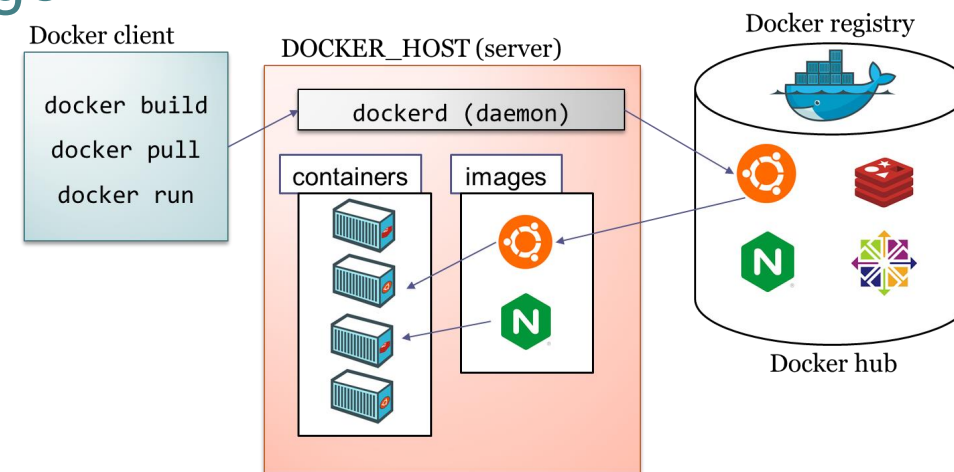 Docker client
docker build
docker pull
docker run
DOCKER_HOST (server)
dockerd (daemon)
containers
images
N
Docker registry
N
Docker hub